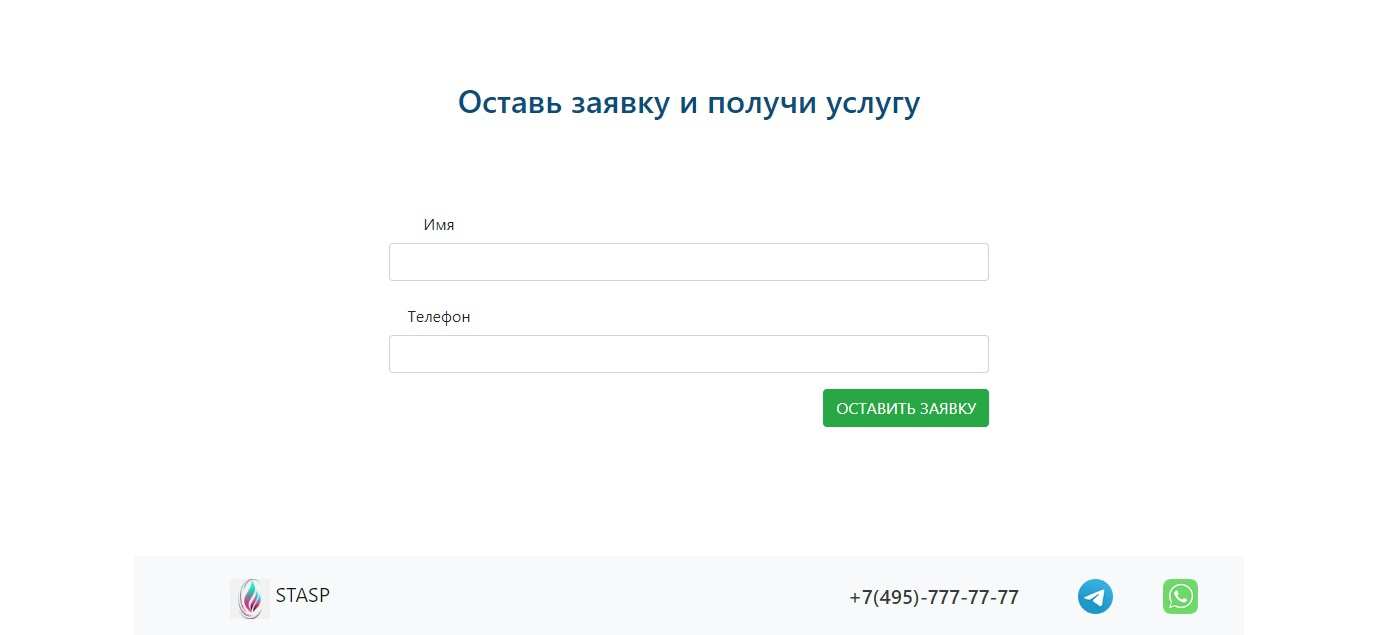 Оставь заявку и получи услугу
Имя
Телефон
ОСТАВИТЬ ЗАЯВКУ
STASP +7(495)-777-77-77